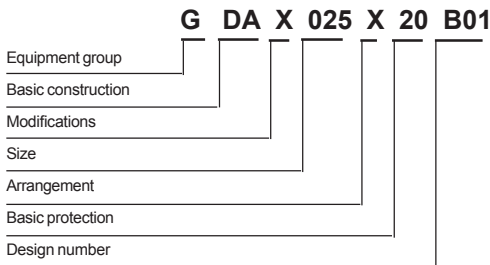 G DA X 025 X 20 B01
Equipment group
Basic construction
Modifications
Size
Arrangement
Basic protection
Design number